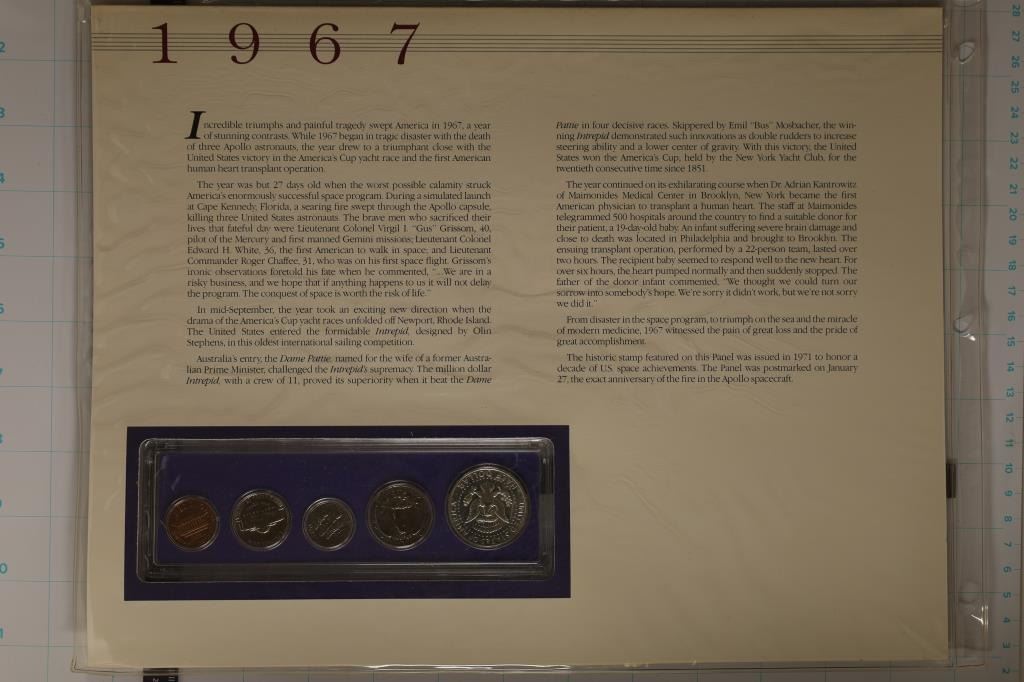 1967
Incredible triumphs and painful tragedy swept America in 1967, a year
of stunning contrasts. While 1967 began in tragic disaster with the death
of three Apollo astronauts, the year drew to a triumphant close with the
United States victory in the America's Cup yacht race and the first American
human heart transplant operation.
The year was but 27 days old when the worst possible calamity struck
America's enormously successful space program. During a simulated launch
at Cape Kennedy, Florida, a searing fire swept through the Apollo capsule,
killing three United States astronauts. The brave men who sacrificed their
lives that fateful day were Lieutenant Colonel Virgil I. "Gus" Grissom, 40,
pilot of the Mercury and first manned Gemini missions; Lieutenant Colonel
Edward H. White, 36, the first American to walk in space; and Lieutenant
Commander Roger Chaffee, 31, who was on his first space flight. Grissom's
ironic observations foretold his fate when he commented, "...We are in a
risky business, and we hope that if anything happens to us it will not delay
the program. The conquest of space is worth the risk of life."
In mid-September, the year took an exciting new direction when the
drama of the America's Cup yacht races unfolded off Newport, Rhode Island.
The United States entered the formidable Intrepid, designed by Olin
Stephens, in this oldest international sailing competition.
Australia's entry, the Dame Pattie, named for the wife of a former Austra-
lian Prime Minister, challenged the Intrepid's supremacy. The million dollar
Intrepid, with a crew of 11, proved its superiority when it beat the Dame
Pattie in four decisive races. Skippered by Emil "Bus" Mosbacher, the win-
ning Intrepid demonstrated such innovations as double rudders to increase
steering ability and a lower center of gravity. With this victory, the United
States won the America's Cup, held by the New York Yacht Club, for the
twentieth consecutive time since 1851.
The year continued on its exhilarating course when Dr. Adrian Kantrowitz
of Maimonides Medical Center in Brooklyn, New York became the first
American physician to transplant a human heart. The staff at Maimonides
telegrammed 500 hospitals around the country to find a suitable donor for
their patient, a 19-day-old baby. An infant suffering severe brain damage and
close to death was located in Philadelphia and brought to Brooklyn. The
ensuing transplant operation, performed by a 22-person team, lasted over
two hours. The recipient baby seemed to respond well to the new heart. For
over six hours, the heart pumped normally and then suddenly stopped. The
father of the donor infant commented, "We thought we could turn our
sorrow into somebody's hope. We're sorry it didn't work, but we're not sorry
we did it."
From disaster in the space program, to triumph on the sea and the miracle
of modern medicine, 1967 witnessed the pain of great loss and the pride of
great accomplishment.
The historic stamp featured on this Panel was issued in 1971 to honor a
decade of U.S. space achievements. The Panel was postmarked on January
27, the exact anniversary of the fire in the Apollo spacecraft.